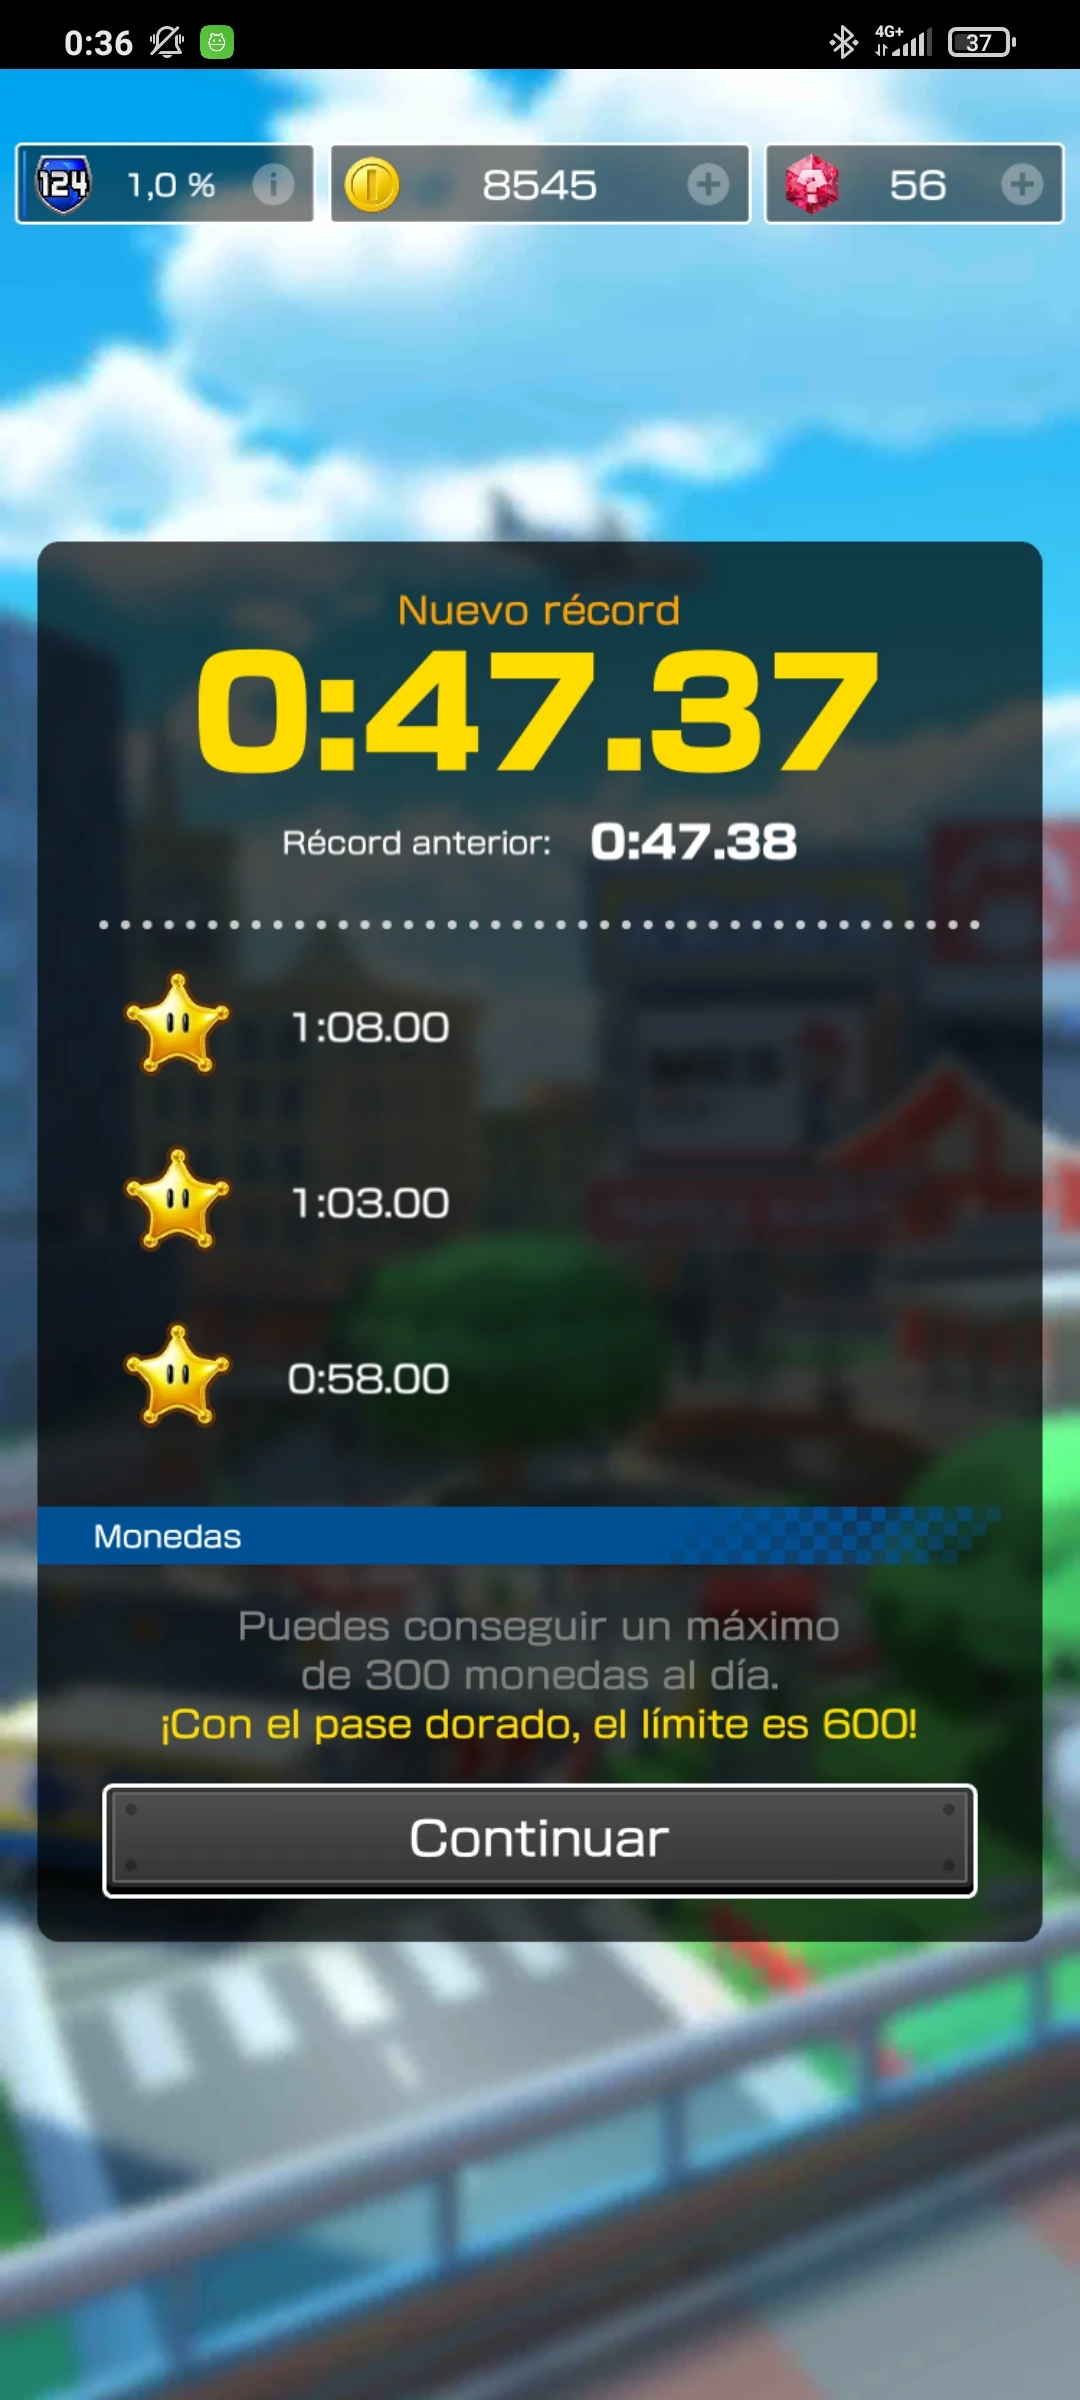 0:36 4G+ 37
124 1,0 % 8545 56
Nuevo récord
0:47.37
Récord anterior: 0:47.38
1:08.00
1:03.00
0:58.00
Monedas
Puedes conseguir un máximo
de 300 monedas al día.
¡Con el pase dorado, el límite es 600!
Continuar